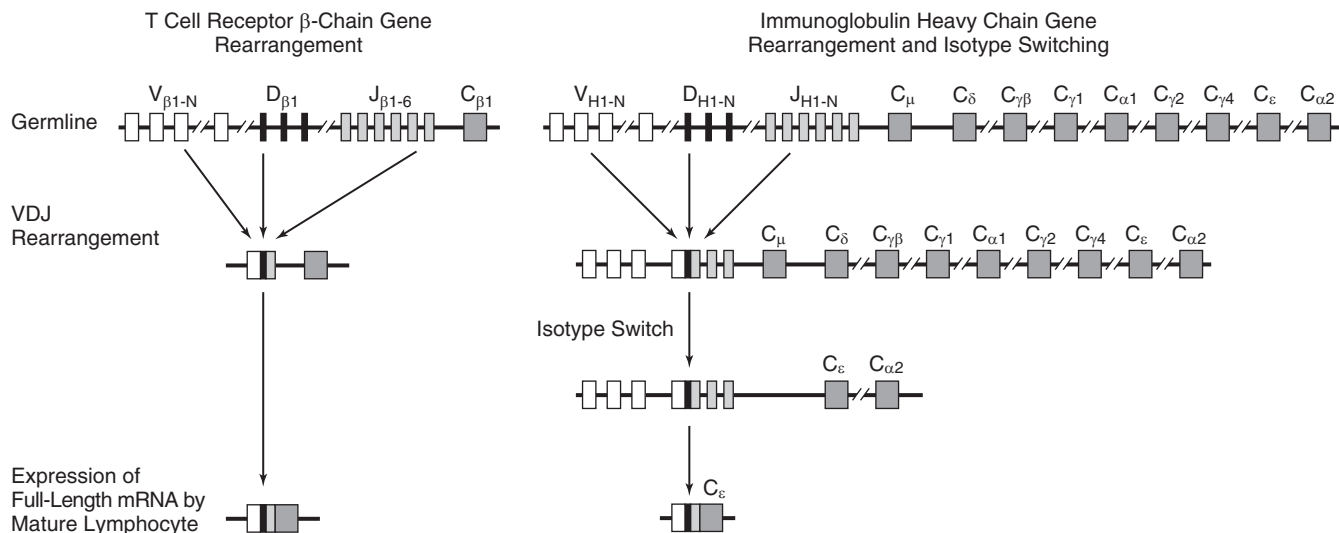 T Cell Receptor β-Chain Gene
Rearrangement
Immunoglobulin Heavy Chain Gene
Rearrangement and Isotype Switching
Germline
Vβ1-N Dβ1 Jβ1-6 Cβ1
VH1-N DH1-N JH1-N Cμ Cδ Cγβ Cγ1 Cα1 Cγ2 Cγ4 Cε Cα2
VDJ
Rearrangement
Cμ Cδ Cγβ Cγ1 Cα1 Cγ2 Cγ4 Cε Cα2
Isotype Switch
Cε Cα2
Expression of
Full-Length mRNA by
Mature Lymphocyte
Cε